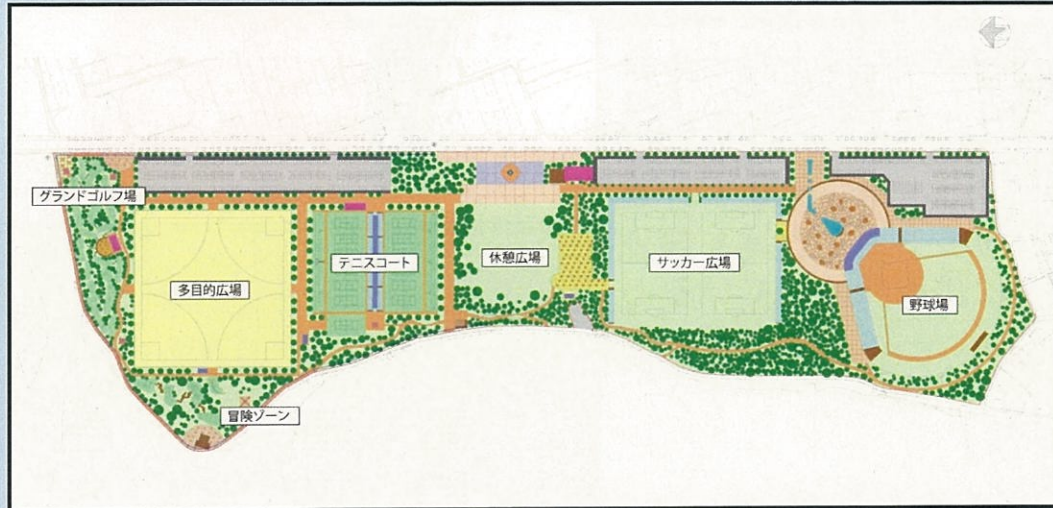 グランドゴルフ場
多目的広場
テニスコート
休憩広場
サッカー広場
野球場
冒険ゾーン